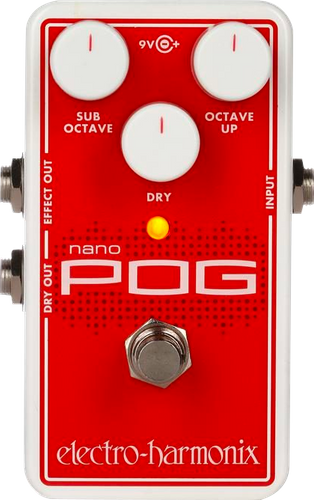 9V +
SUB
OCTAVE
OCTAVE
UP
DRY
EFFECT OUT
INPUT
DRY OUT
nano
POG
electro-harmonix